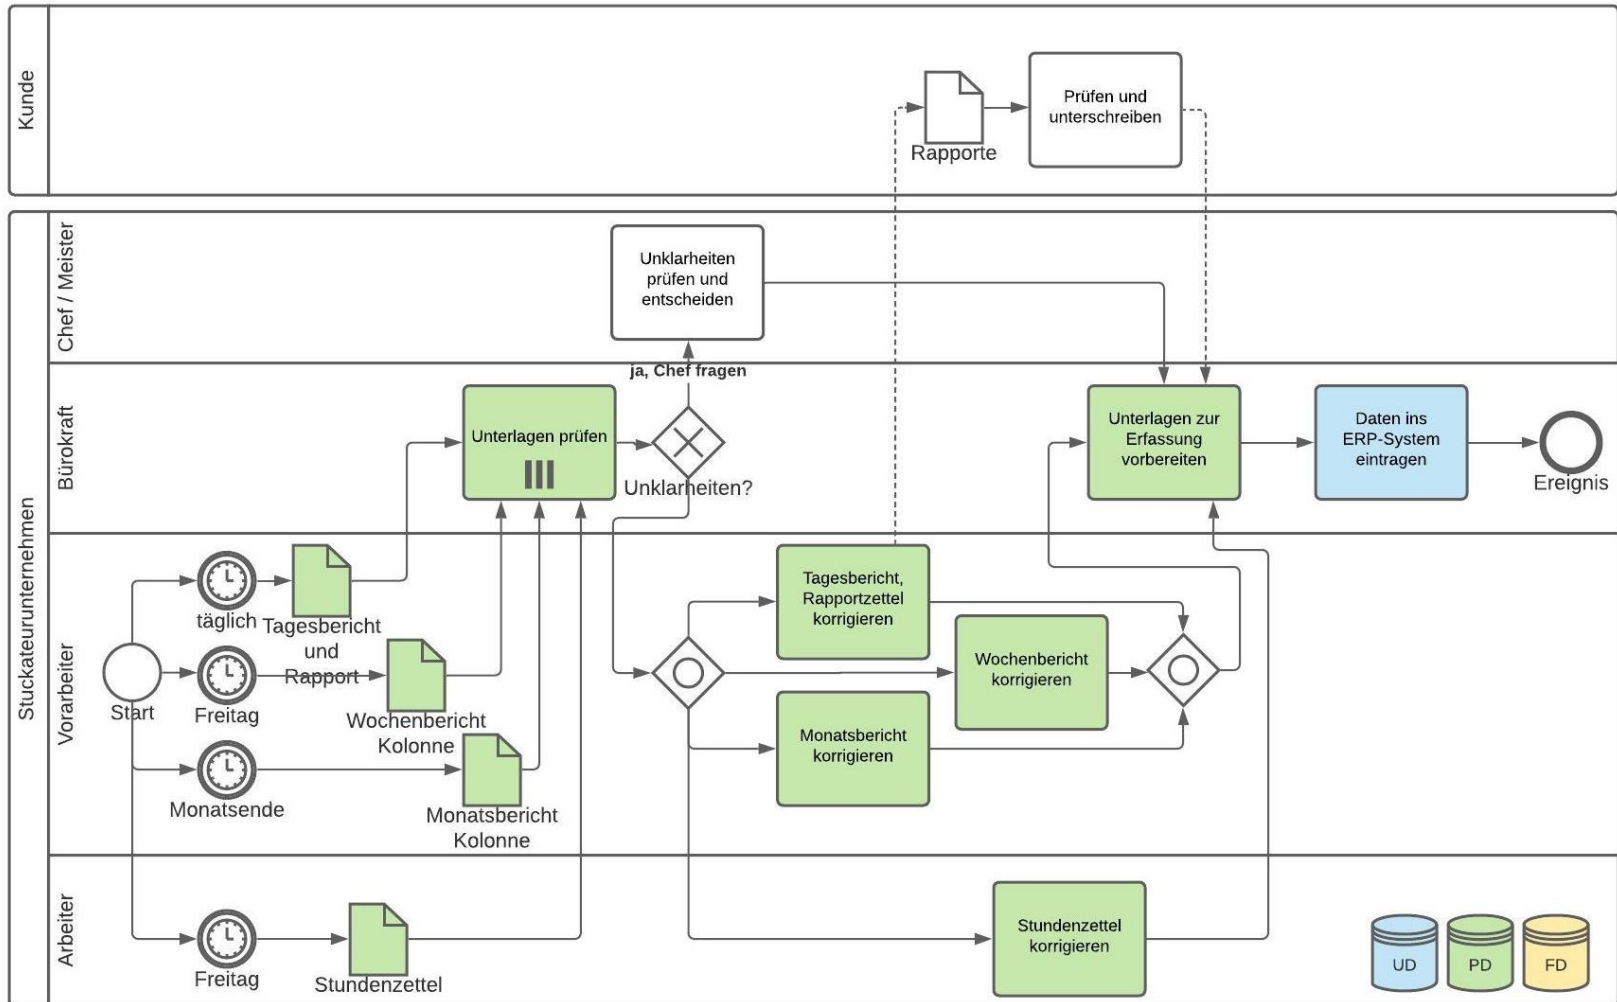 Kunde
Rapporte
Prüfen und
unterschreiben
Stuckateurunternehmen
Chef / Meister
Unklarheiten
prüfen und
entscheiden
ja, Chef fragen
Bürokraft
Unterlagen prüfen
Unklarheiten?
Unterlagen zur
Erfassung
vorbereiten
Daten ins
ERP-System
eintragen
Ereignis
Vorarbeiter
Start
täglich
Tagesbericht
und
Rapport
Freitag
Wochenbericht
Kolonne
Monatsende
Monatsbericht
Kolonne
Tagesbericht,
Rapportzettel
korrigieren
Wochenbericht
korrigieren
Monatsbericht
korrigieren
Arbeiter
Freitag
Stundenzettel
Stundenzettel
korrigieren
UD
PD
FD